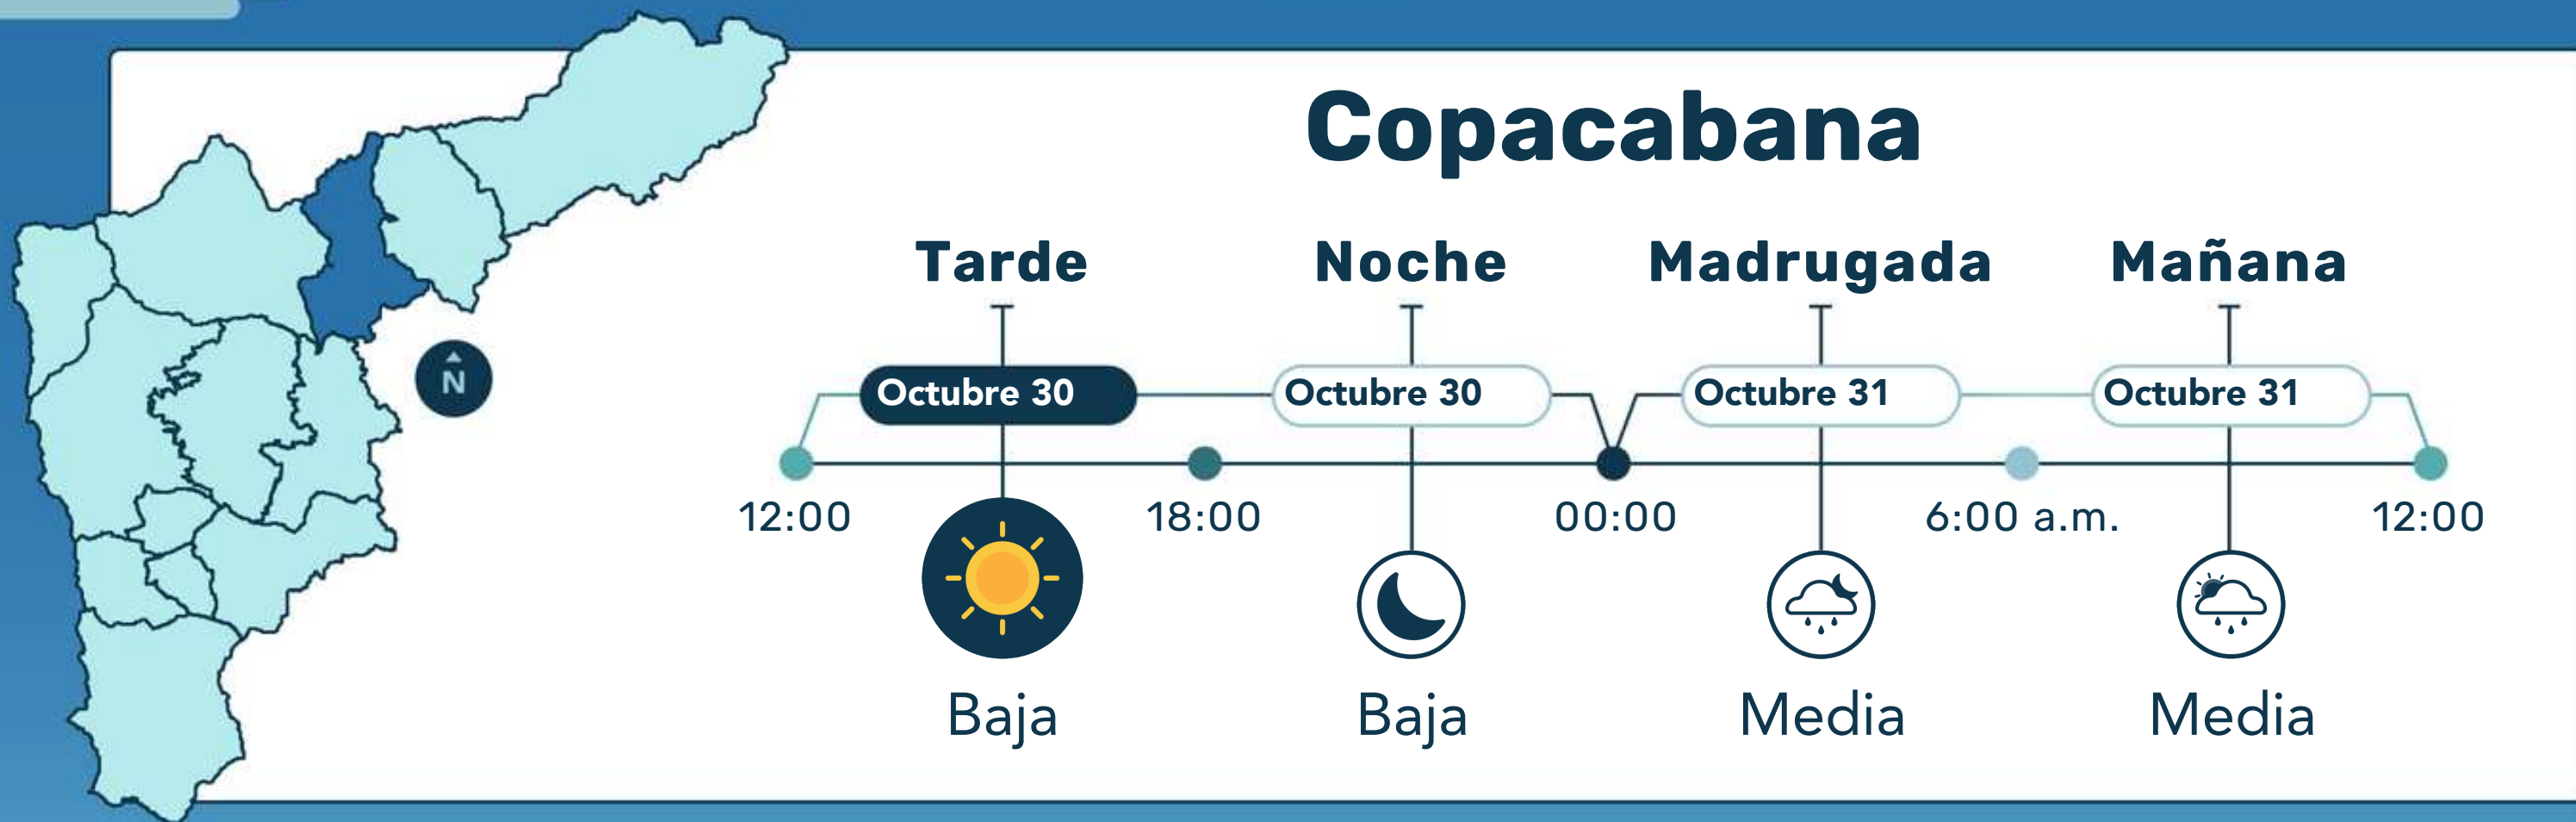 Copacabana
Tarde
Noche
Madrugada
Mañana
Octubre 30
Octubre 30
Octubre 31
Octubre 31
N
12:00
18:00
00:00
6:00 a.m.
12:00
Baja
Baja
Media
Media